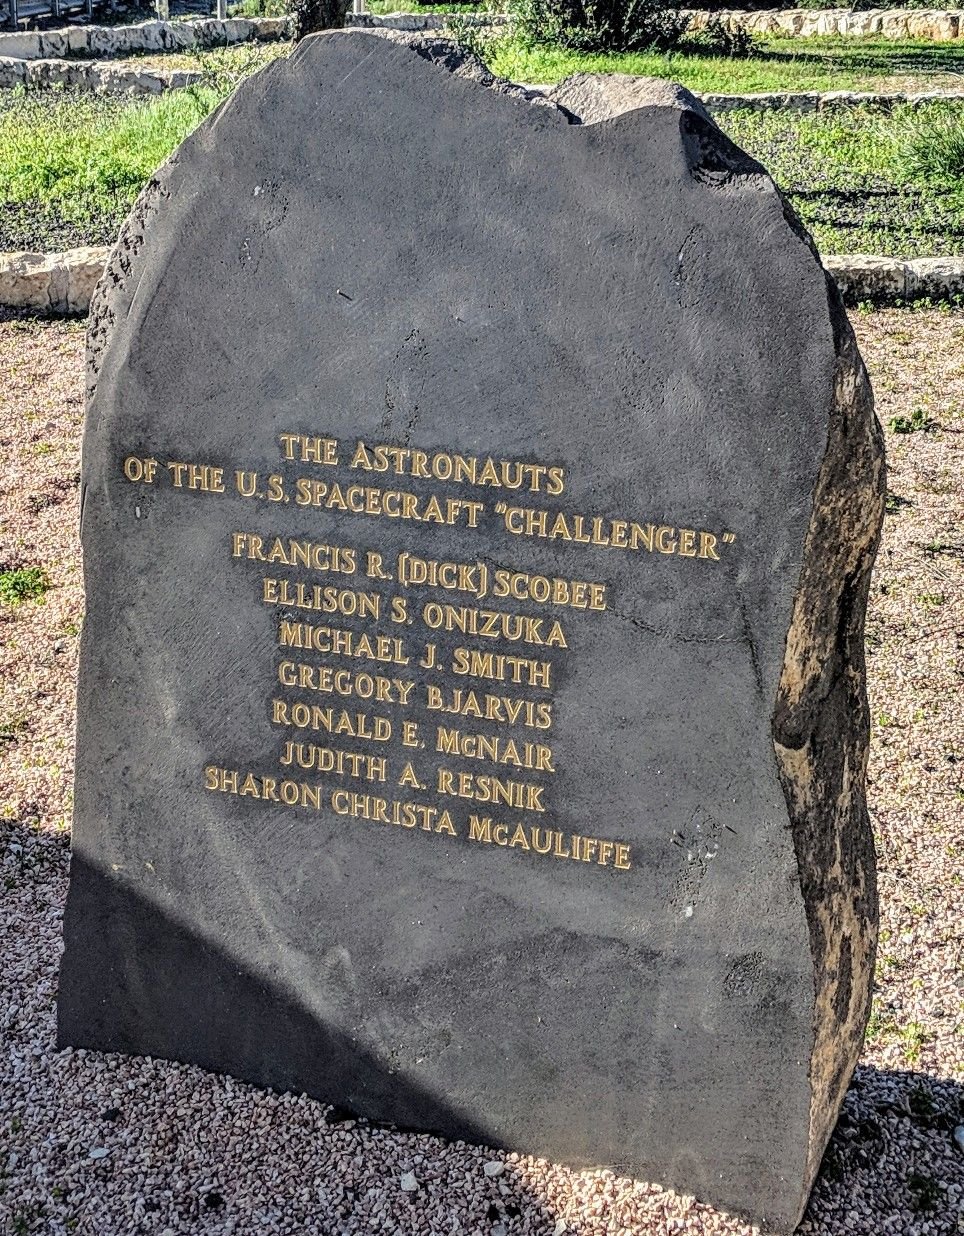 THE ASTRONAUTS
OF THE U.S. SPACECRAFT "CHALLENGER"
FRANCIS R. (DICK) SCOBEE
ELLISON S. ONIZUKA
MICHAEL J. SMITH
GREGORY B.JARVIS
RONALD E. McNAIR
JUDITH A. RESNIK
SHARON CHRISTA McAULIFFE